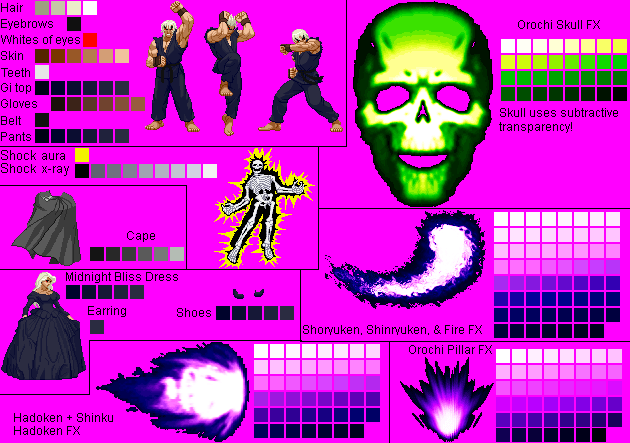 Hair
Eyebrows
Whites of eyes
Skin
Teeth
Gi top
Gloves
Belt
Pants
Orochi Skull FX
Skull uses subtractive
transparency!
Shock aura
Shock x-ray
Cape
Midnight Bliss Dress
Earring
Shoes
Shoryuken, Shinryuken, & Fire FX
Orochi Pillar FX
Hadoken + Shinku
Hadoken FX